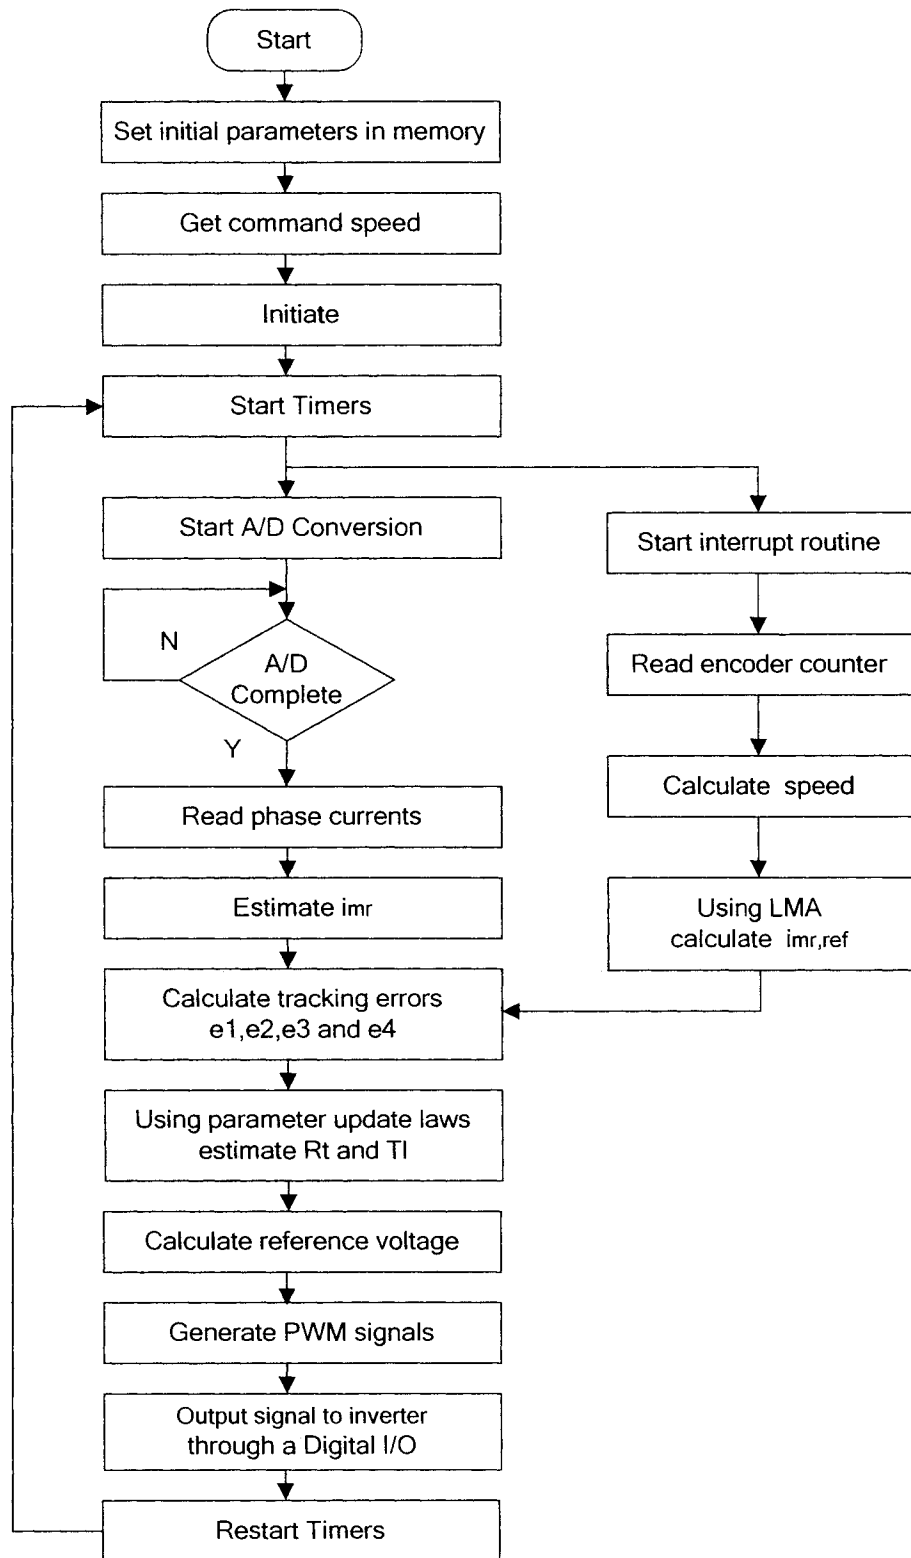 Start
Set initial parameters in memory
Get command speed
Initiate
Start Timers
Start A/D Conversion
N
A/D
Complete
Y
Read phase currents
Estimate imr
Calculate tracking errors
e1,e2,e3 and e4
Using parameter update laws
estimate Rt and Tl
Calculate reference voltage
Generate PWM signals
Output signal to inverter
through a Digital I/O
Restart Timers
Start interrupt routine
Read encoder counter
Calculate speed
Using LMA
calculate imr,ref